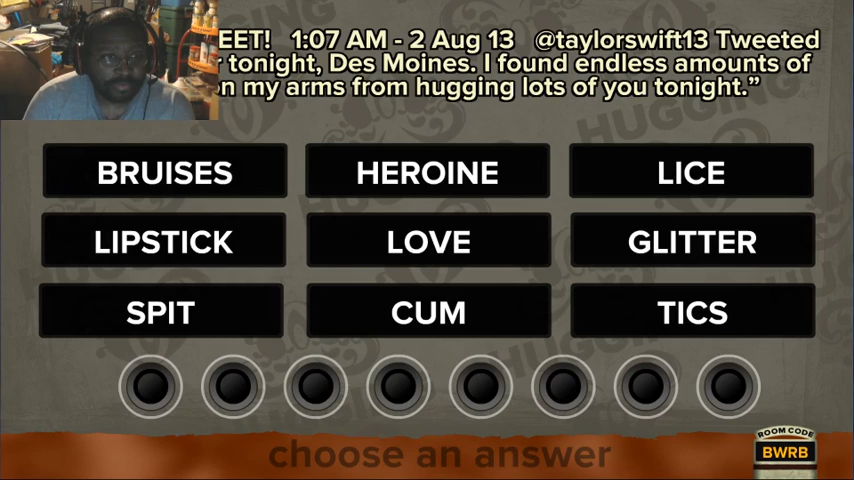 EET! 1:07 AM - 2 Aug 13 @taylorswift13 Tweeted
tonight, Des Moines. I found endless amounts of
on my arms from hugging lots of you tonight.”
BRUISES HEROINE LICE
LIPSTICK LOVE GLITTER
SPIT CUM TICS
choose an answer
ROOM CODE
BWRB